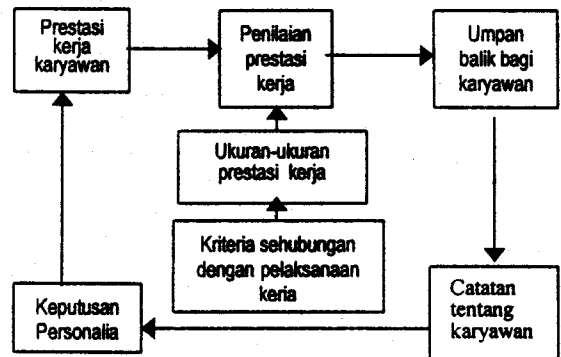 Prestasi
kerja
karyawan
Penilaian
prestasi
kerja
Umpan
balik bagi
karyawan
Ukuran-ukuran
prestasi kerja
Kriteria sehubungan
dengan pelaksanaan
kerja
Keputusan
Personalia
Catatan
tentang
karyawan